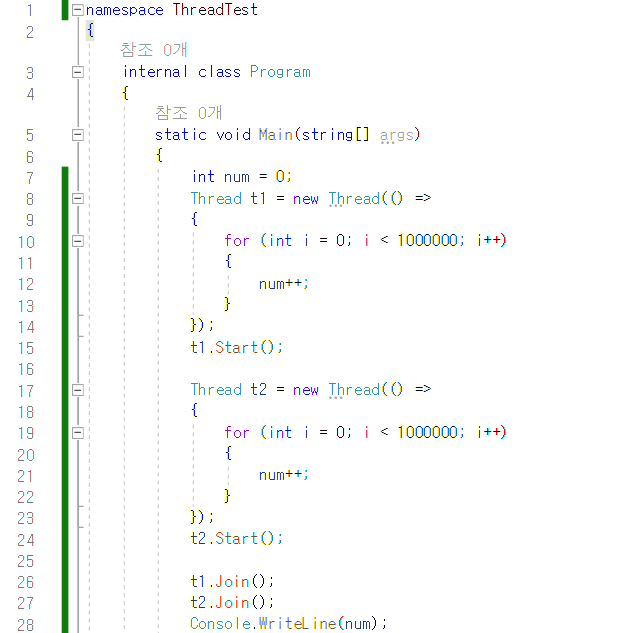 1 namespace ThreadTest
2 {
참조 0개
3 internal class Program
4 {
참조 0개
5 static void Main(string[] args)
6 {
7 int num = 0;
8 Thread t1 = new Thread(() =>
9 {
10 for (int i = 0; i < 1000000; i++)
11 {
12 num++;
13 }
14 });
15 t1.Start();
16
17 Thread t2 = new Thread(() =>
18 {
19 for (int i = 0; i < 1000000; i++)
20 {
21 num++;
22 }
23 });
24 t2.Start();
25
26 t1.Join();
27 t2.Join();
28 Console.WriteLine(num);